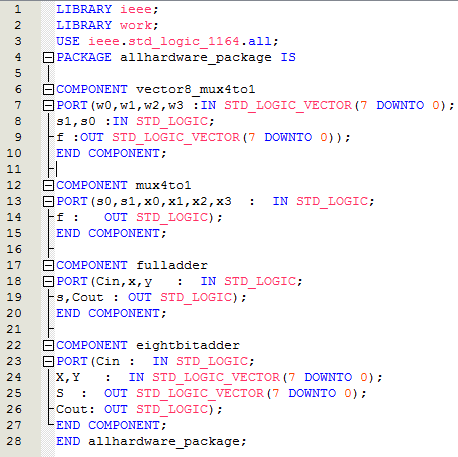 1 LIBRARY ieee;
2 LIBRARY work;
3 USE ieee.std_logic_1164.all;
4 PACKAGE allhardware_package IS
5
6 COMPONENT vector8_mux4to1
7 PORT(w0,w1,w2,w3 :IN STD_LOGIC_VECTOR(7 DOWNTO 0);
8 s1,s0 :IN STD_LOGIC;
9 f :OUT STD_LOGIC_VECTOR(7 DOWNTO 0));
10 END COMPONENT;
11
12 COMPONENT mux4to1
13 PORT(s0,s1,x0,x1,x2,x3 : IN STD_LOGIC;
14 f : OUT STD_LOGIC);
15 END COMPONENT;
16
17 COMPONENT fulladder
18 PORT(Cin,x,y : IN STD_LOGIC;
19 s,Cout : OUT STD_LOGIC);
20 END COMPONENT;
21
22 COMPONENT eightbitadder
23 PORT(Cin : IN STD_LOGIC;
24 X,Y : IN STD_LOGIC_VECTOR(7 DOWNTO 0);
25 S : OUT STD_LOGIC_VECTOR(7 DOWNTO 0);
26 Cout: OUT STD_LOGIC);
27 END COMPONENT;
28 END allhardware_package;